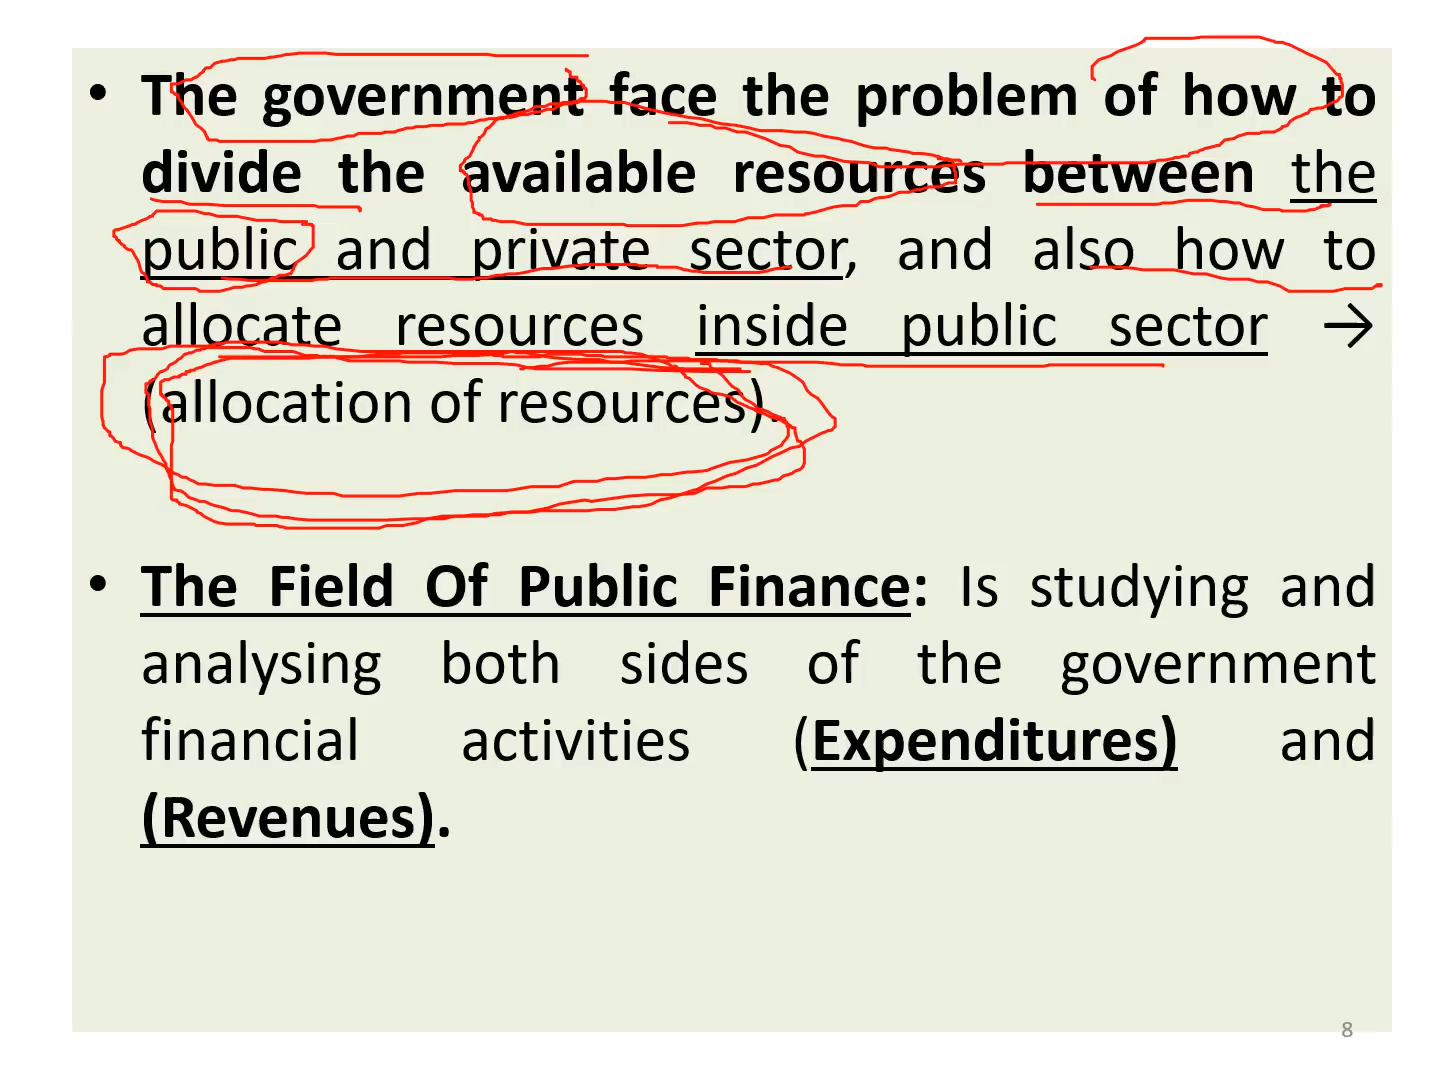 • The government face the problem of how to
divide the available resources between the
public and private sector, and also how to
allocate resources inside public sector →
(allocation of resources).
• The Field Of Public Finance: Is studying and
analysing both sides of the government
financial activities (Expenditures) and
(Revenues).
8